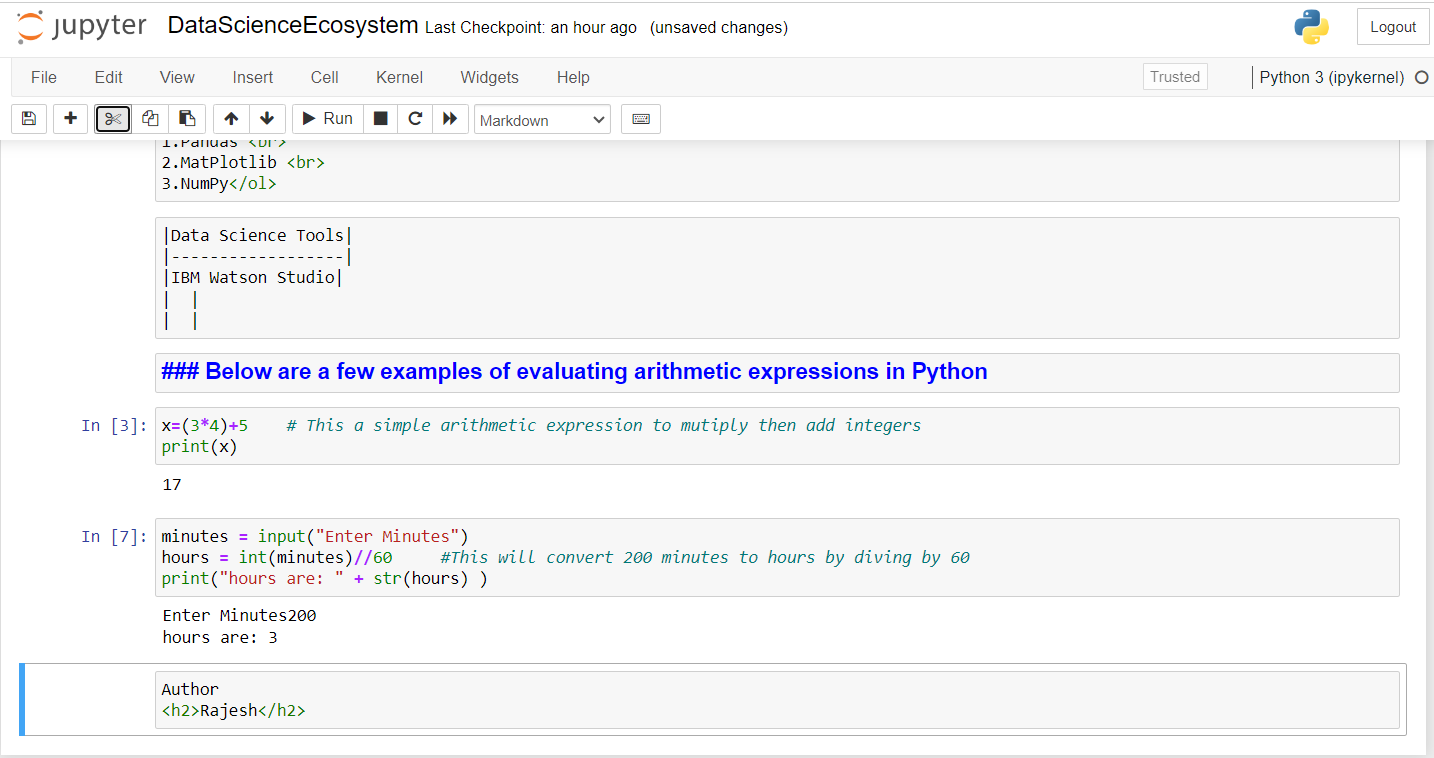 jupyter DataScienceEcosystem Last Checkpoint: an hour ago (unsaved changes) Logout
File Edit View Insert Cell Kernel Widgets Help Trusted Python 3 (ipykernel)
Run Markdown
1.Pandas <br>
2.MatPlotlib <br>
3.NumPy</ol>
|Data Science Tools|
|------------------|
|IBM Watson Studio|
|  |
|  |
### Below are a few examples of evaluating arithmetic expressions in Python
In [3]: x=(3*4)+5    # This a simple arithmetic expression to mutiply then add integers
print(x)
17
In [7]: minutes = input("Enter Minutes")
hours = int(minutes)//60     #This will convert 200 minutes to hours by diving by 60
print("hours are: " + str(hours) )
Enter Minutes200
hours are: 3
Author
<h2>Rajesh</h2>